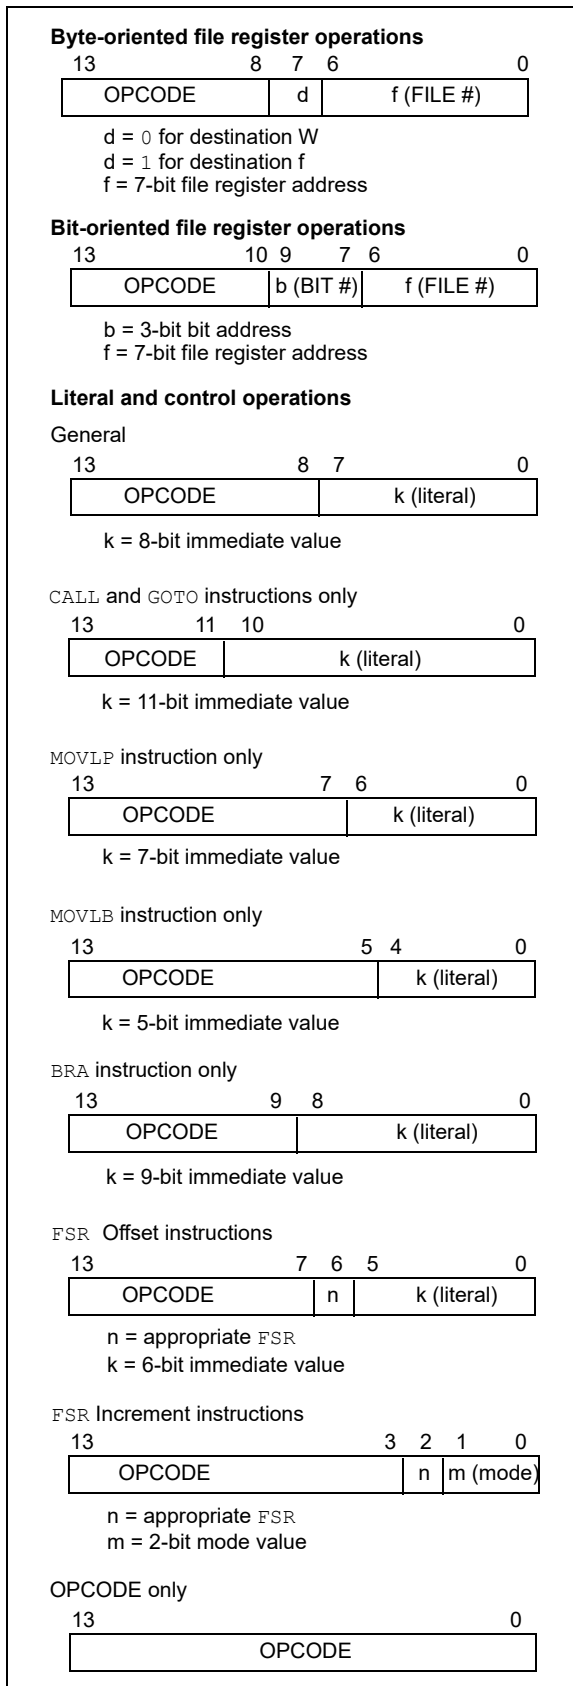 Byte-oriented file register operations
13 8 7 6 0
OPCODE d f (FILE #)
d = 0 for destination W
d = 1 for destination f
f = 7-bit file register address
Bit-oriented file register operations
13 10 9 7 6 0
OPCODE b (BIT #) f (FILE #)
b = 3-bit bit address
f = 7-bit file register address
Literal and control operations
General
13 8 7 0
OPCODE k (literal)
k = 8-bit immediate value
CALL and GOTO instructions only
13 11 10 0
OPCODE k (literal)
k = 11-bit immediate value
MOVLP instruction only
13 7 6 0
OPCODE k (literal)
k = 7-bit immediate value
MOVLB instruction only
13 5 4 0
OPCODE k (literal)
k = 5-bit immediate value
BRA instruction only
13 9 8 0
OPCODE k (literal)
k = 9-bit immediate value
FSR Offset instructions
13 7 6 5 0
OPCODE n k (literal)
n = appropriate FSR
k = 6-bit immediate value
FSR Increment instructions
13 3 2 1 0
OPCODE n m (mode)
n = appropriate FSR
m = 2-bit mode value
OPCODE only
13 0
OPCODE